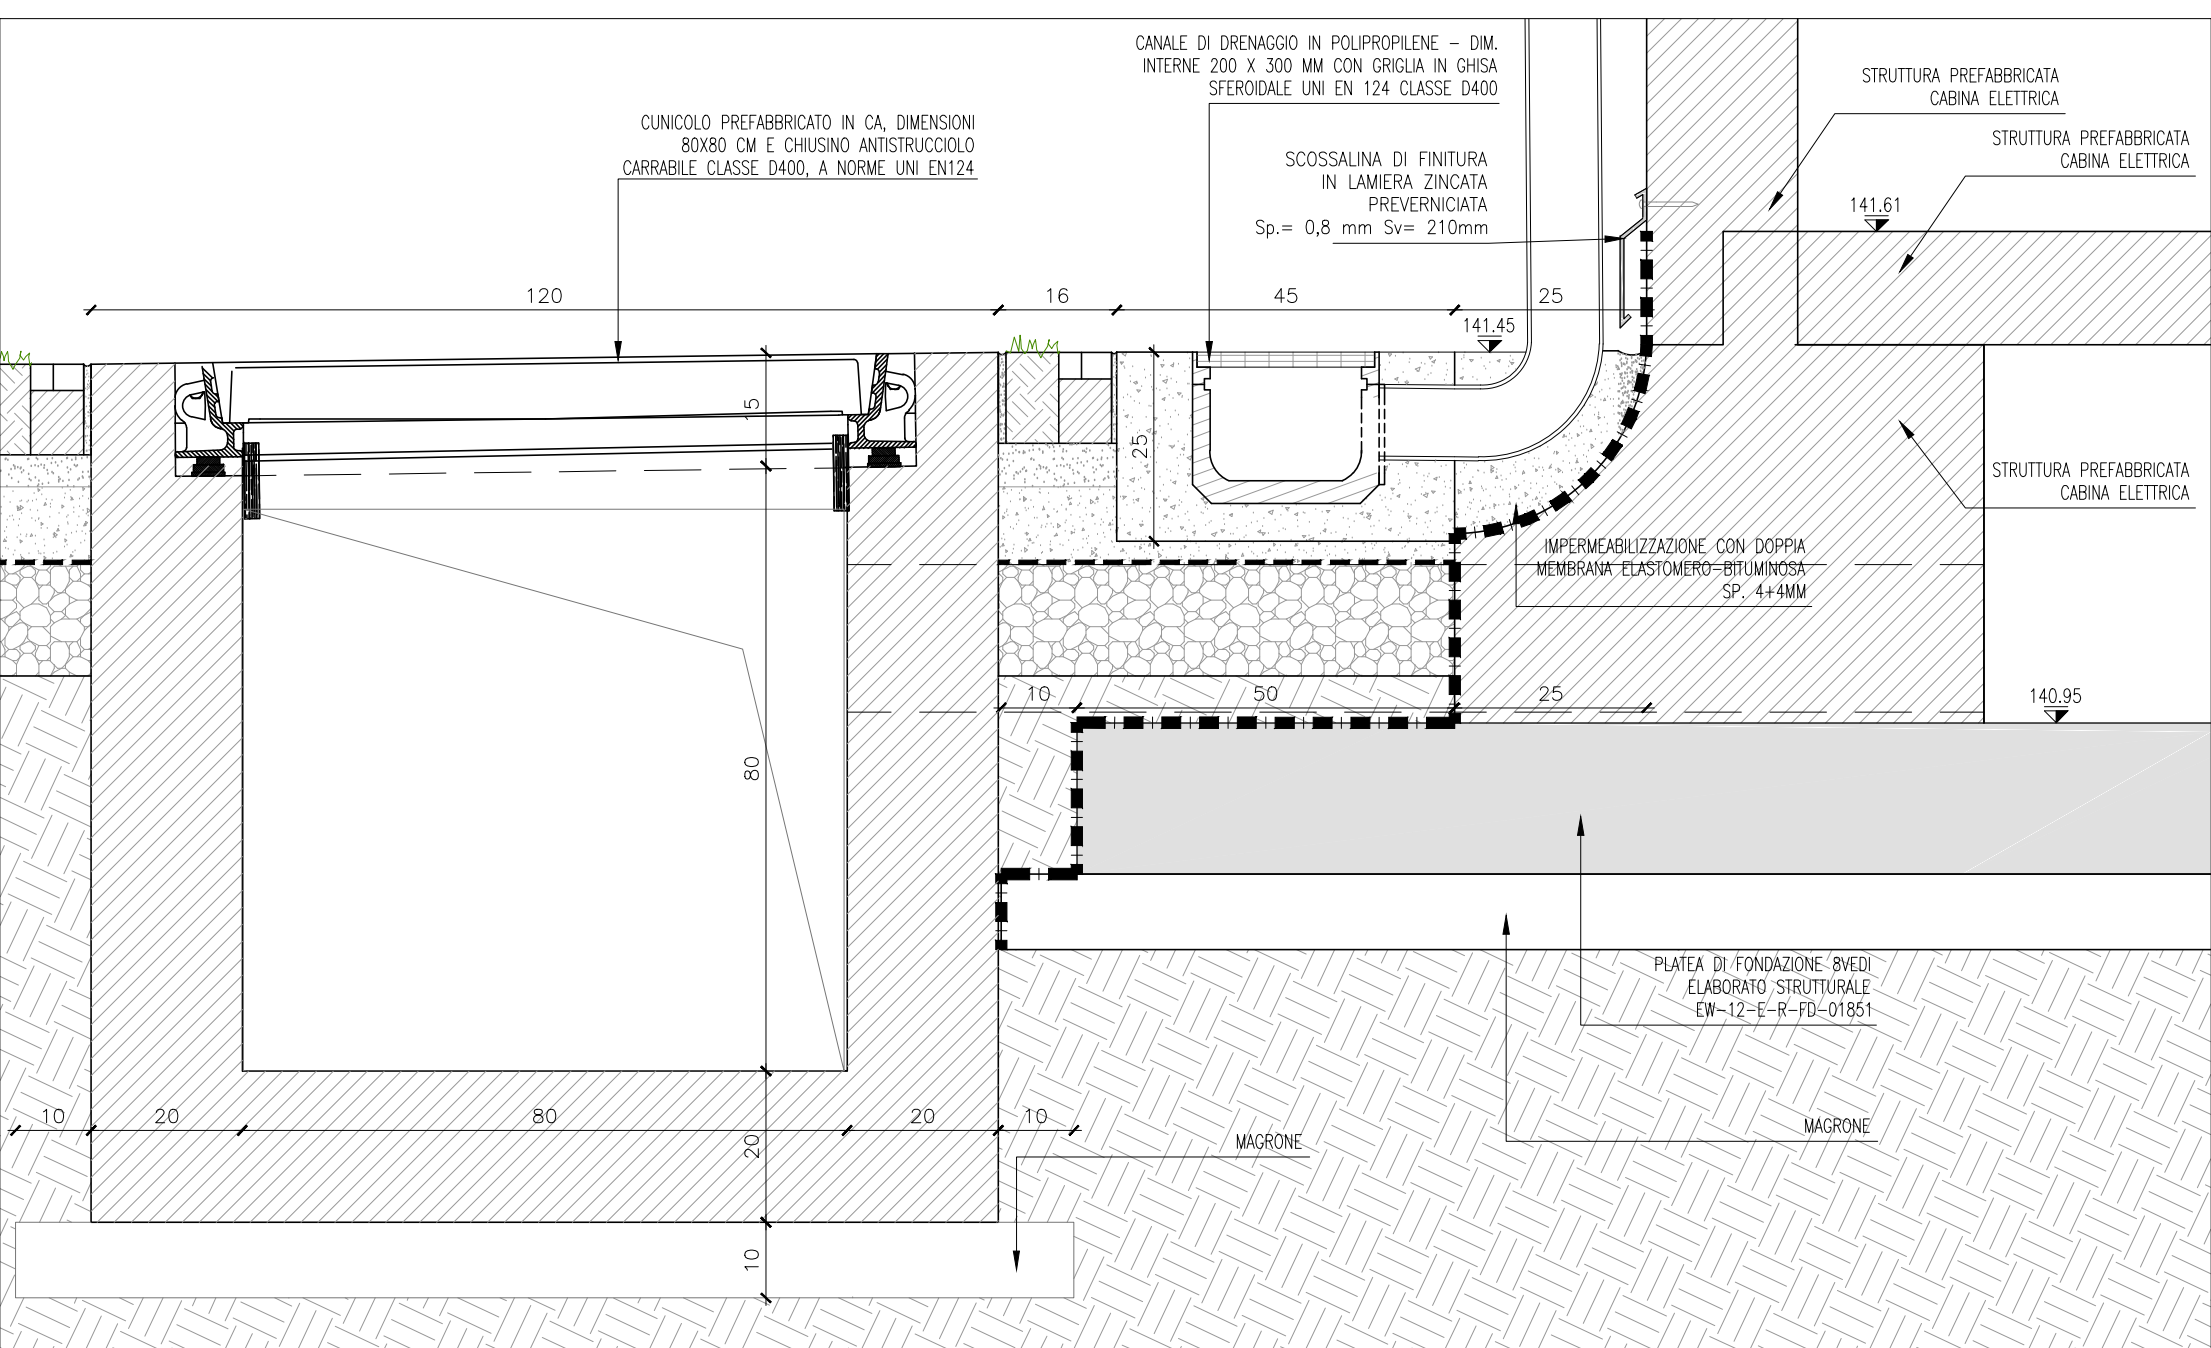 CANALE DI DRENAGGIO IN POLIPROPILENE – DIM.
INTERNE 200 X 300 MM CON GRIGLIA IN GHISA
SFEROIDALE UNI EN 124 CLASSE D400
STRUTTURA PREFABBRICATA
CABINA ELETTRICA
CUNICOLO PREFABBRICATO IN CA, DIMENSIONI
80X80 CM E CHIUSINO ANTISTRUCCIOLO
CARRABILE CLASSE D400, A NORME UNI EN124
STRUTTURA PREFABBRICATA
CABINA ELETTRICA
SCOSSALINA DI FINITURA
IN LAMIERA ZINCATA
PREVERNICIATA
Sp.= 0,8 mm Sv= 210mm
141.61
120
16
45
25
141.45
15
25
STRUTTURA PREFABBRICATA
CABINA ELETTRICA
IMPERMEABILIZZAZIONE CON DOPPIA
MEMBRANA ELASTOMERO-BITUMINOSA
SP. 4+4MM
10
50
25
140.95
80
PLATEA DI FONDAZIONE 8VEDI
ELABORATO STRUTTURALE
EW-12-E-R-FD-01851
10
20
80
20
10
20
MAGRONE
MAGRONE
10